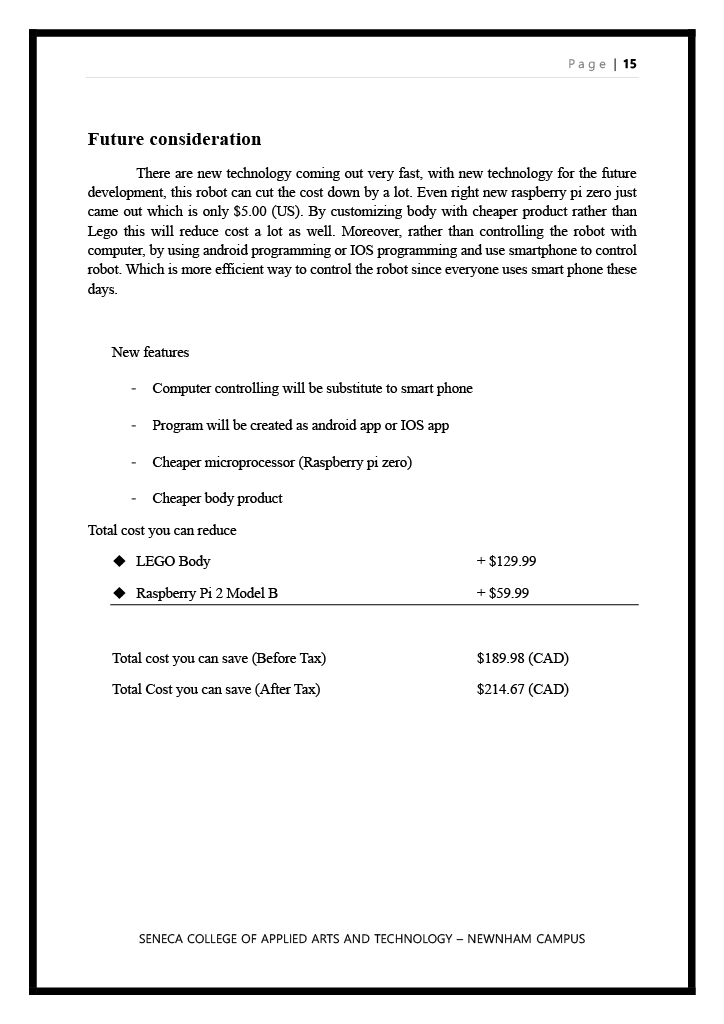 Page | 15
Future consideration
There are new technology coming out very fast, with new technology for the future
development, this robot can cut the cost down by a lot. Even right new raspberry pi zero just
came out which is only $5.00 (US). By customizing body with cheaper product rather than
Lego this will reduce cost a lot as well. Moreover, rather than controlling the robot with
computer, by using android programming or IOS programming and use smartphone to control
robot. Which is more efficient way to control the robot since everyone uses smart phone these
days.
New features
- Computer controlling will be substitute to smart phone
- Program will be created as android app or IOS app
- Cheaper microprocessor (Raspberry pi zero)
- Cheaper body product
Total cost you can reduce
◆ LEGO Body + $129.99
◆ Raspberry Pi 2 Model B + $59.99
Total cost you can save (Before Tax) $189.98 (CAD)
Total Cost you can save (After Tax) $214.67 (CAD)
SENECA COLLEGE OF APPLIED ARTS AND TECHNOLOGY – NEWNHAM CAMPUS